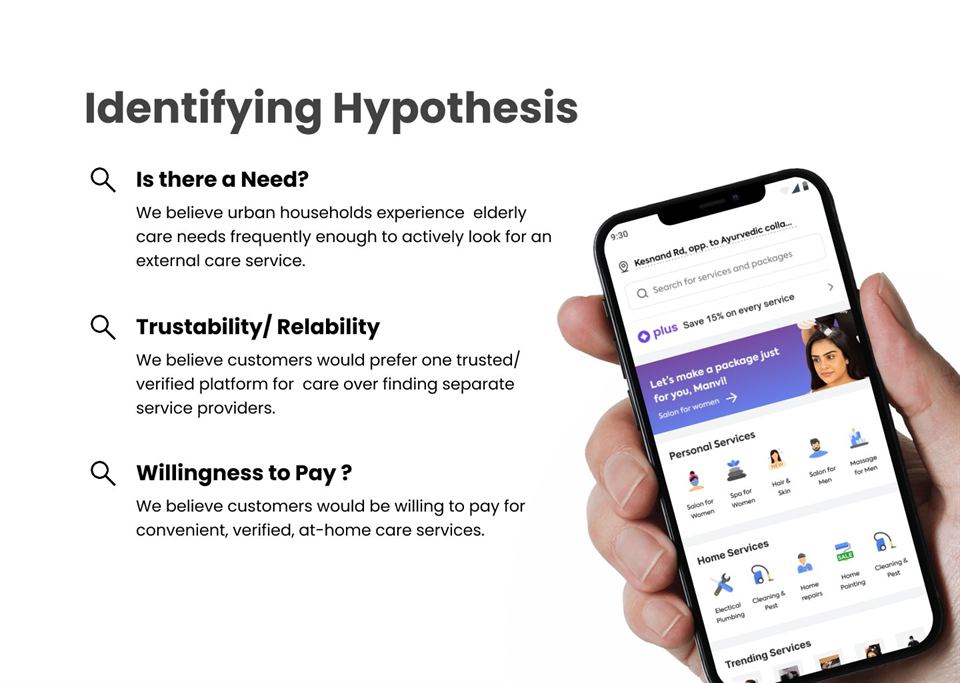 Identifying Hypothesis
Is there a Need?
We believe urban households experience elderly
care needs frequently enough to actively look for an
external care service.
Trustability/ Relability
We believe customers would prefer one trusted/
verified platform for care over finding separate
service providers.
Willingness to Pay ?
We believe customers would be willing to pay for
convenient, verified, at-home care services.
9:30
Kesnand Rd, opp. to Ayurvedic colla...
Search for services and packages
plus Save 15% on every service
Let's make a package just
for you, Manvi!
Salon for women
Personal Services
NEW
Salon for
Women
Spa for
Women
Hair &
Skin
Salon for
Men
Massage
for Men
Home Services
SALE
Electical
Plumbing
Cleaning &
Pest
Home
repairs
Home
Painting
Cleaning &
Pest
Trending Services